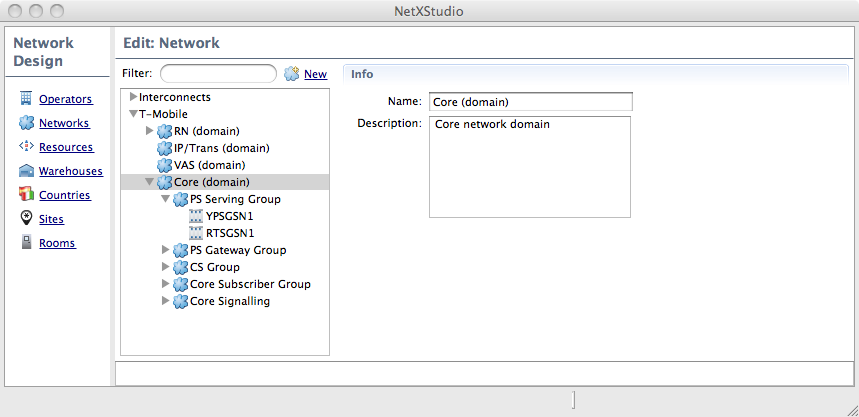 NetXStudio
Network
Design
Operators
Networks
Resources
Warehouses
Countries
Sites
Rooms
Edit: Network
Filter:
New
Interconnects
T-Mobile
RN (domain)
IP/Trans (domain)
VAS (domain)
Core (domain)
PS Serving Group
YPSGSN1
RTSGSN1
PS Gateway Group
CS Group
Core Subscriber Group
Core Signalling
Info
Name: Core (domain)
Description: Core network domain